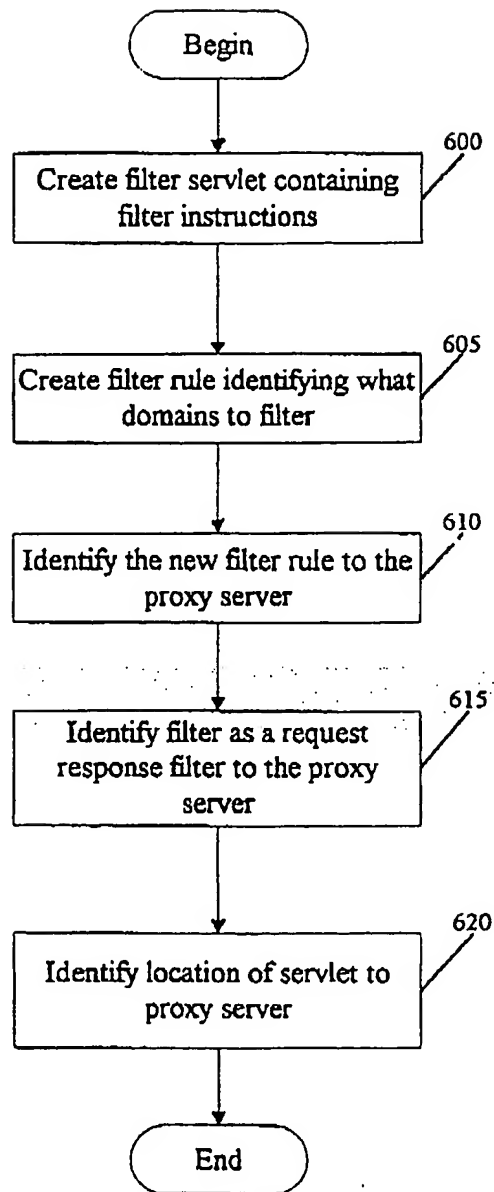 Begin
600
Create filter servlet containing
filter instructions
605
Create filter rule identifying what
domains to filter
610
Identify the new filter rule to the
proxy server
615
Identify filter as a request
response filter to the proxy
server
620
Identify location of servlet to
proxy server
End